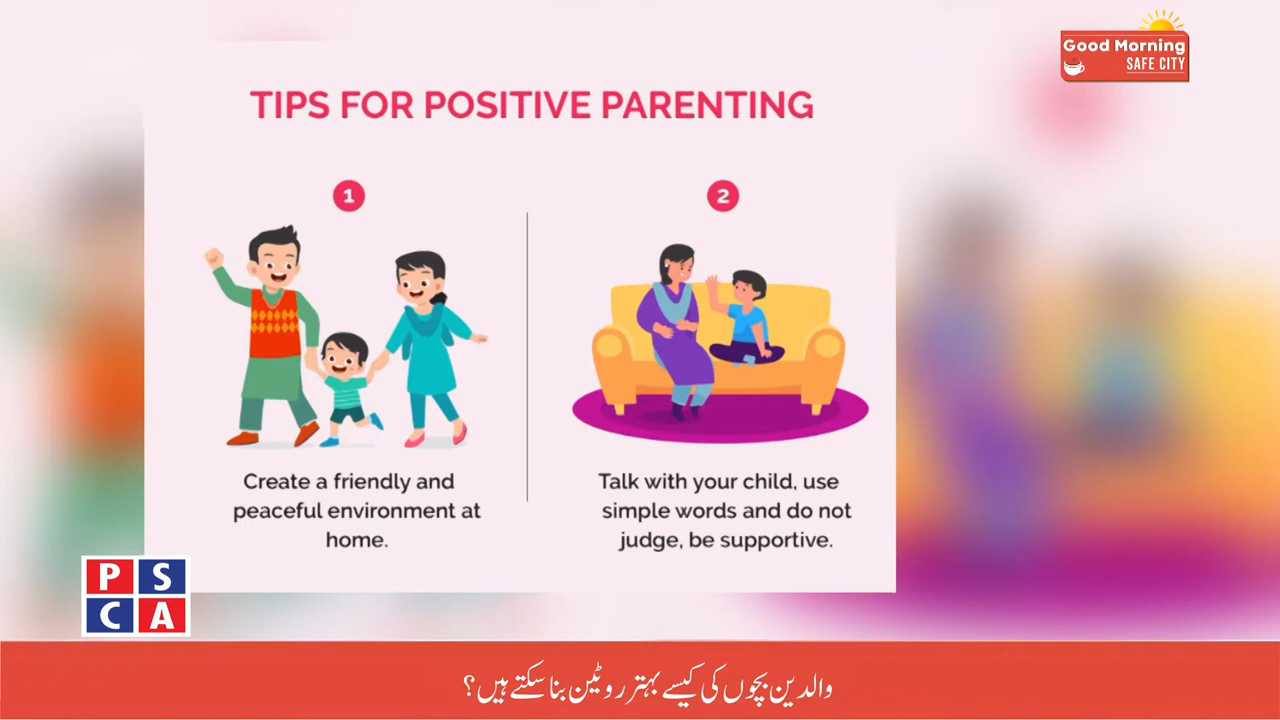 Good Morning
SAFE CITY
TIPS FOR POSITIVE PARENTING
1
Create a friendly and
peaceful environment at
home.
2
Talk with your child, use
simple words and do not
judge, be supportive.
P S
C A
والدین بچوں کی کیسے بہتر روٹین بنا سکتے ہیں؟